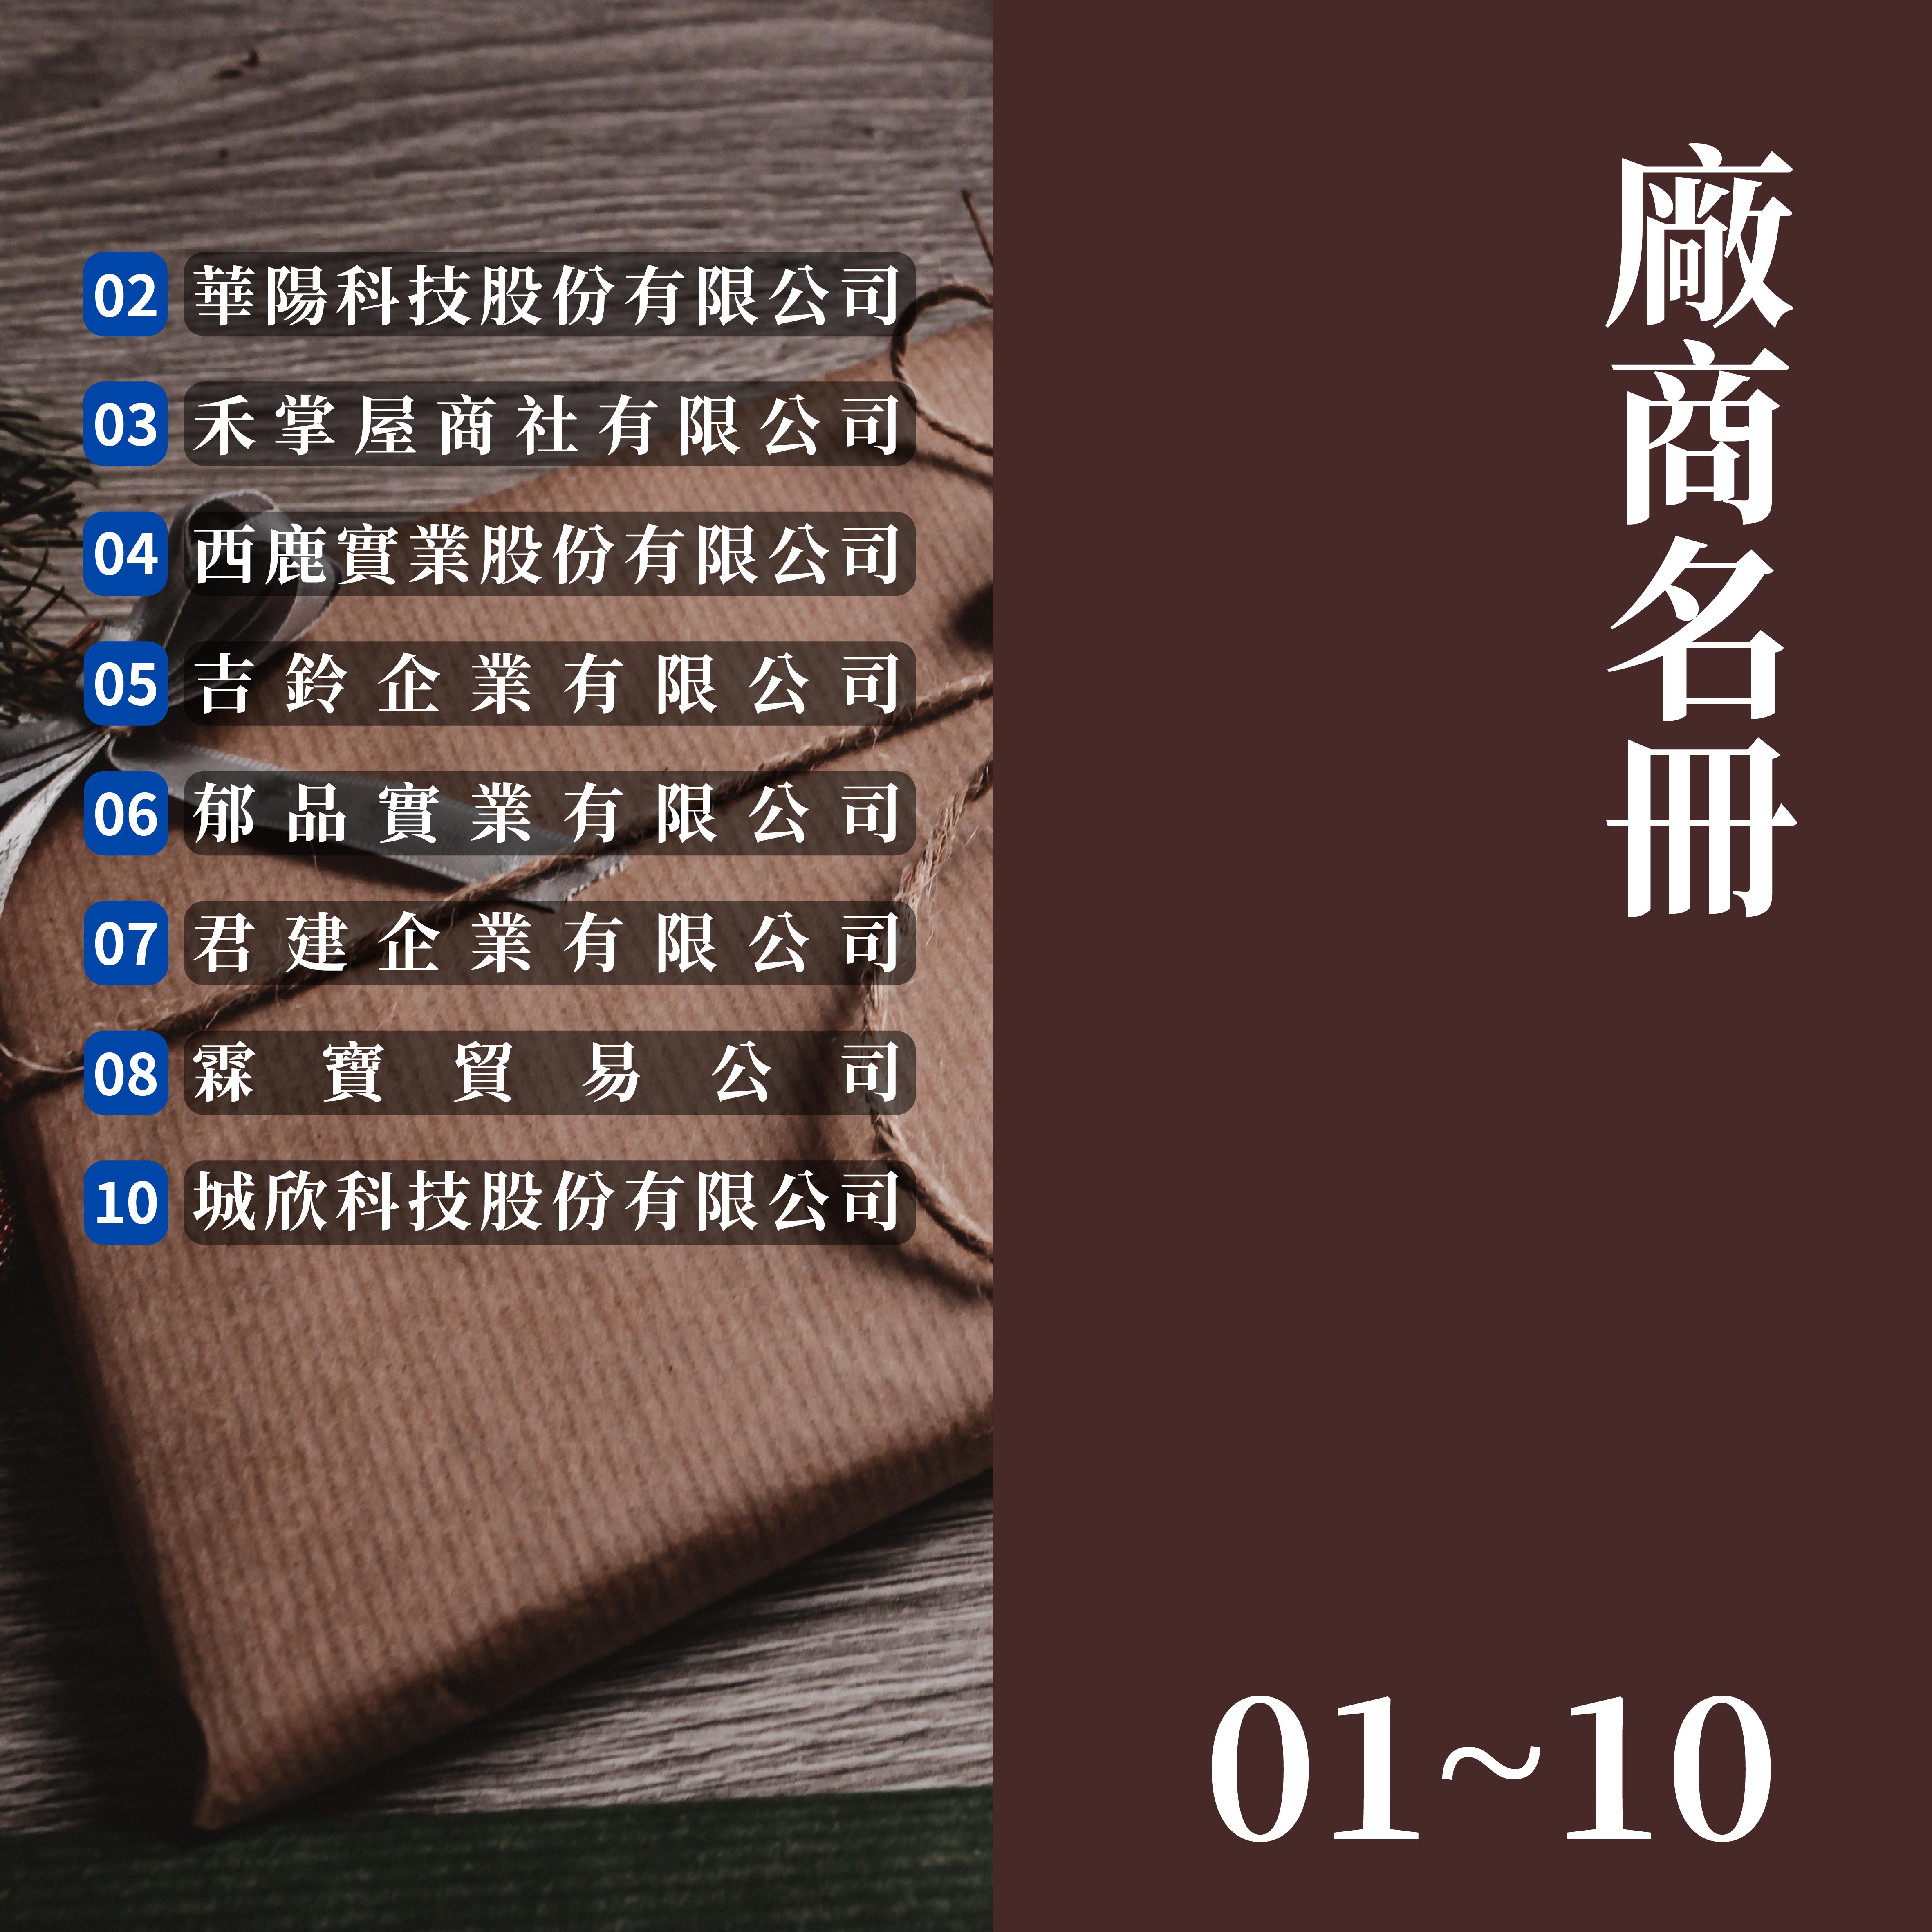 廠商名冊
02 華陽科技股份有限公司
03 禾掌屋商社有限公司
04 西鹿實業股份有限公司
05 吉鈴企業有限公司
06 郁品實業有限公司
07 君建企業有限公司
08 霖寶貿易公司
10 城欣科技股份有限公司
01~10